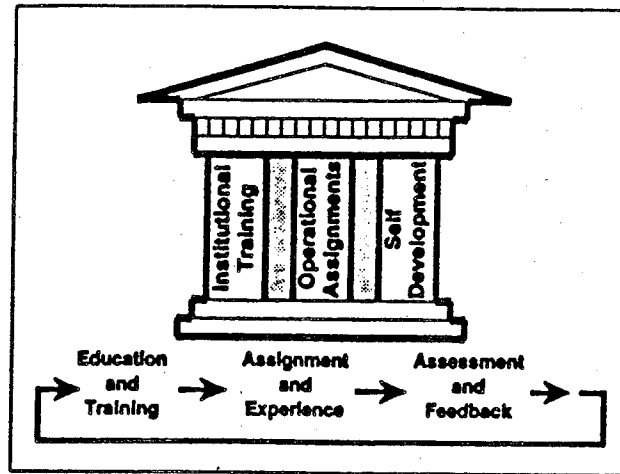 Institutional
Training
Operational
Assignments
Self
Development
Education
and
Training
Assignment
and
Experience
Assessment
and
Feedback